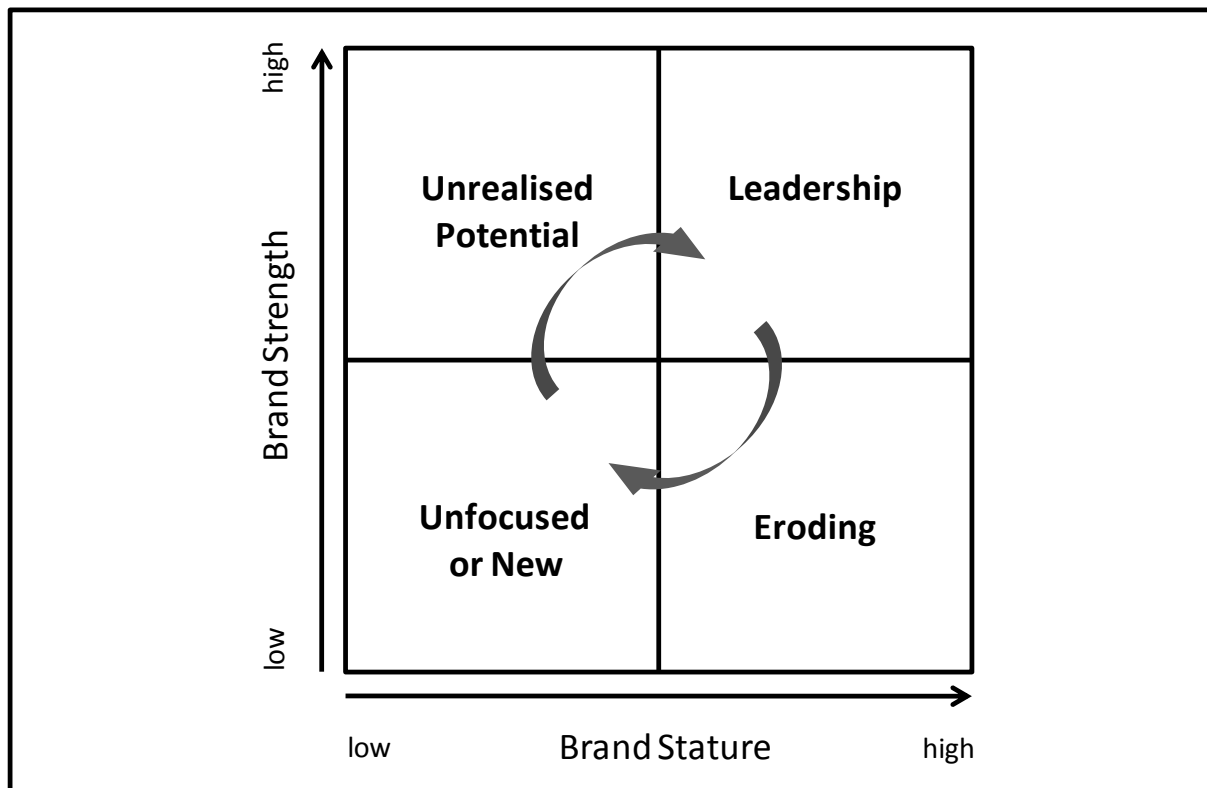 high
Unrealised
Potential
Leadership
Brand Strength
Unfocused
or New
Eroding
low
low
Brand Stature
high